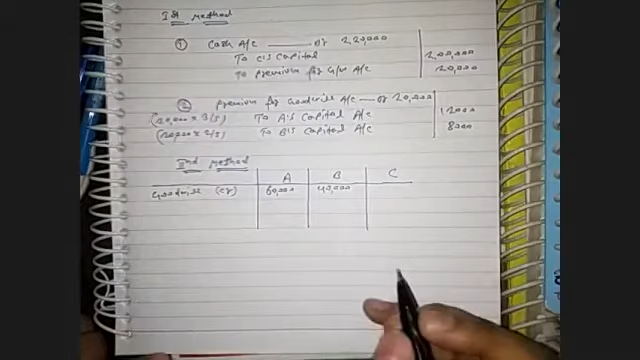 Ist Method
① Cash A/c —— Dr 2,20,000
To C's Capital 2,00,000
To Premium for G/w A/c 20,000
② Premium for Goodwill A/c — Dr 20,000
(20,000 x 3/5) To A's Capital A/c 12000
(20,000 x 2/5) To B's Capital A/c 8000
IInd Method
A B C
Goodwill (Cr) 60,000 40,000